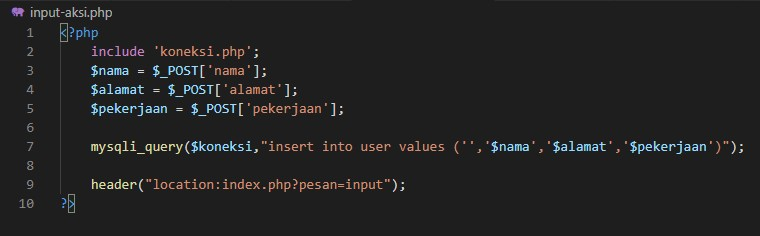 input-aksi.php
1 <?php
2 include 'koneksi.php';
3 $nama = $_POST['nama'];
4 $alamat = $_POST['alamat'];
5 $pekerjaan = $_POST['pekerjaan'];
6
7 mysqli_query($koneksi,"insert into user values ('','$nama','$alamat','$pekerjaan')");
8
9 header("location:index.php?pesan=input");
10 ?>